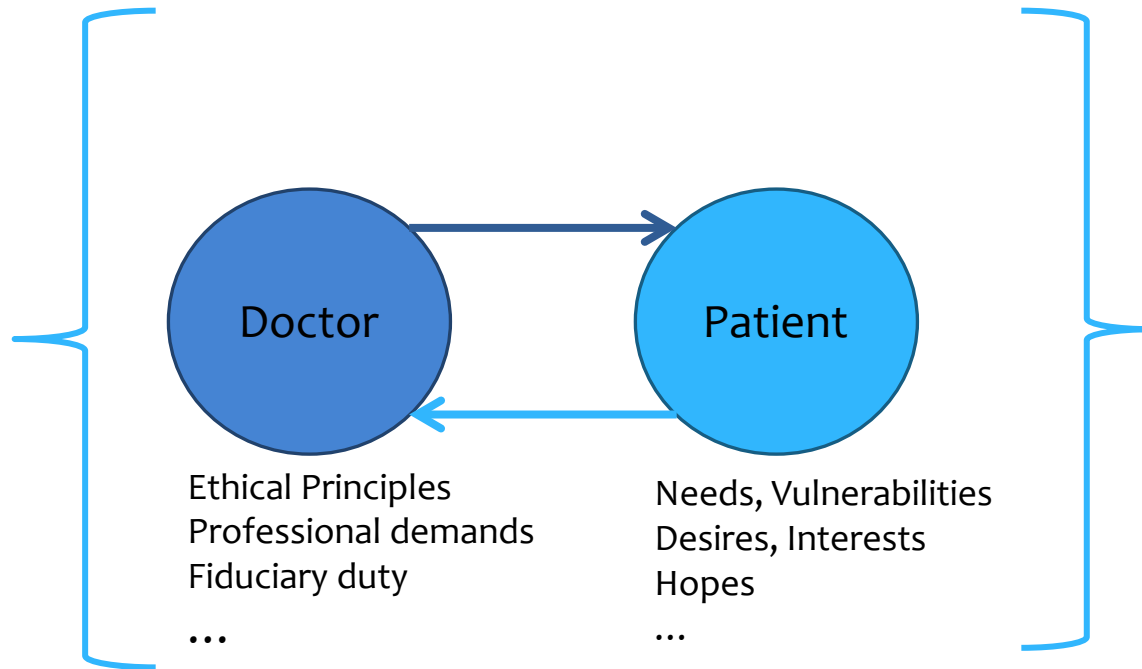 Doctor
Patient
Ethical Principles
Professional demands
Fiduciary duty
...
Needs, Vulnerabilities
Desires, Interests
Hopes
...